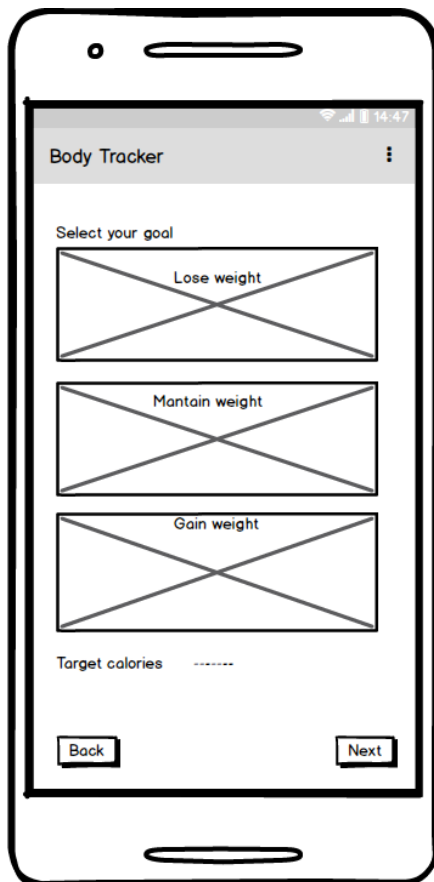 14:47
Body Tracker
Select your goal
Lose weight
Mantain weight
Gain weight
Target calories -------
Back Next